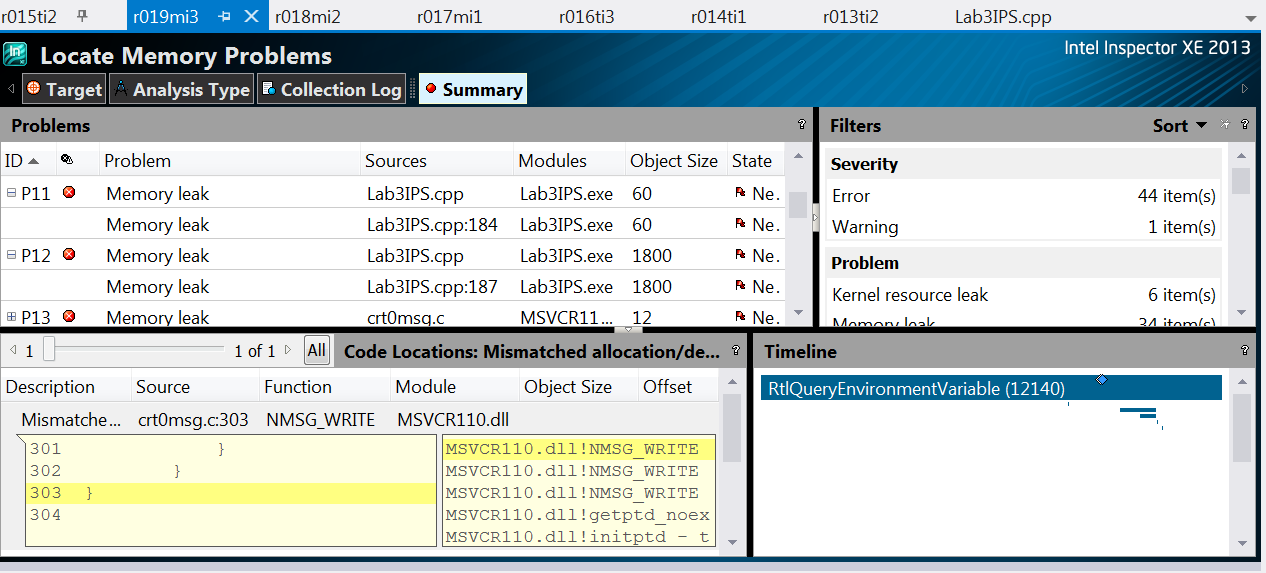 r015ti2 r019mi3 r018mi2 r017mi1 r016ti3 r014ti1 r013ti2 Lab3IPS.cpp
Locate Memory Problems Intel Inspector XE 2013
Target Analysis Type Collection Log Summary
Problems ?
ID Problem Sources Modules Object Size State
P11 Memory leak Lab3IPS.cpp Lab3IPS.exe 60 Ne.
Memory leak Lab3IPS.cpp:184 Lab3IPS.exe 60 Ne.
P12 Memory leak Lab3IPS.cpp Lab3IPS.exe 1800 Ne.
Memory leak Lab3IPS.cpp:187 Lab3IPS.exe 1800 Ne.
P13 Memory leak crt0msg.c MSVCR11... 12 Ne.
Filters Sort ?
Severity
Error 44 item(s)
Warning 1 item(s)
Problem
Kernel resource leak 6 item(s)
Memory leak 34 item(s)
1 1 of 1 All Code Locations: Mismatched allocation/de... ?
Description Source Function Module Object Size Offset
Mismatche... crt0msg.c:303 NMSG_WRITE MSVCR110.dll
301 }
302 }
303 }
304
MSVCR110.dll!NMSG_WRITE
MSVCR110.dll!NMSG_WRITE
MSVCR110.dll!NMSG_WRITE
MSVCR110.dll!getptd_noex
MSVCR110.dll!initptd - t
Timeline ?
RtlQueryEnvironmentVariable (12140)